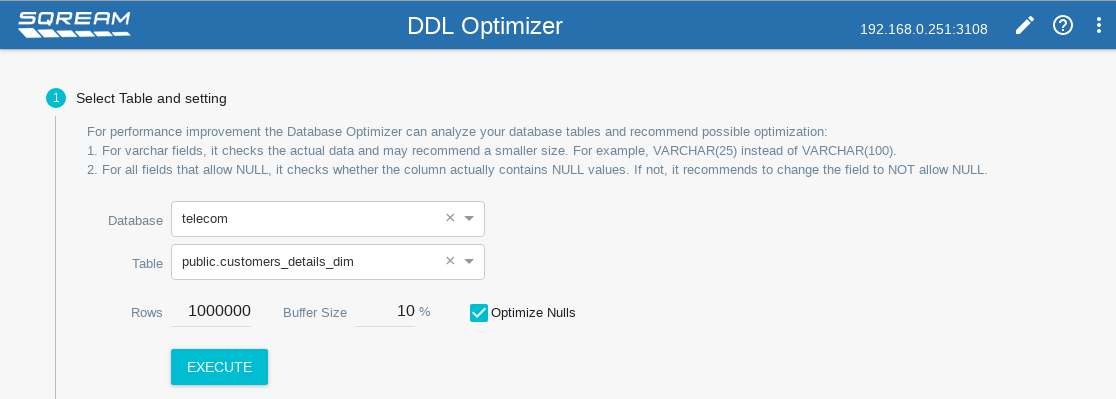 SQREAM
DDL Optimizer
192.168.0.251:3108
1 Select Table and setting
For performance improvement the Database Optimizer can analyze your database tables and recommend possible optimization:
1. For varchar fields, it checks the actual data and may recommend a smaller size. For example, VARCHAR(25) instead of VARCHAR(100).
2. For all fields that allow NULL, it checks whether the column actually contains NULL values. If not, it recommends to change the field to NOT allow NULL.
Database telecom
Table public.customers_details_dim
Rows 1000000 Buffer Size 10 % Optimize Nulls
EXECUTE